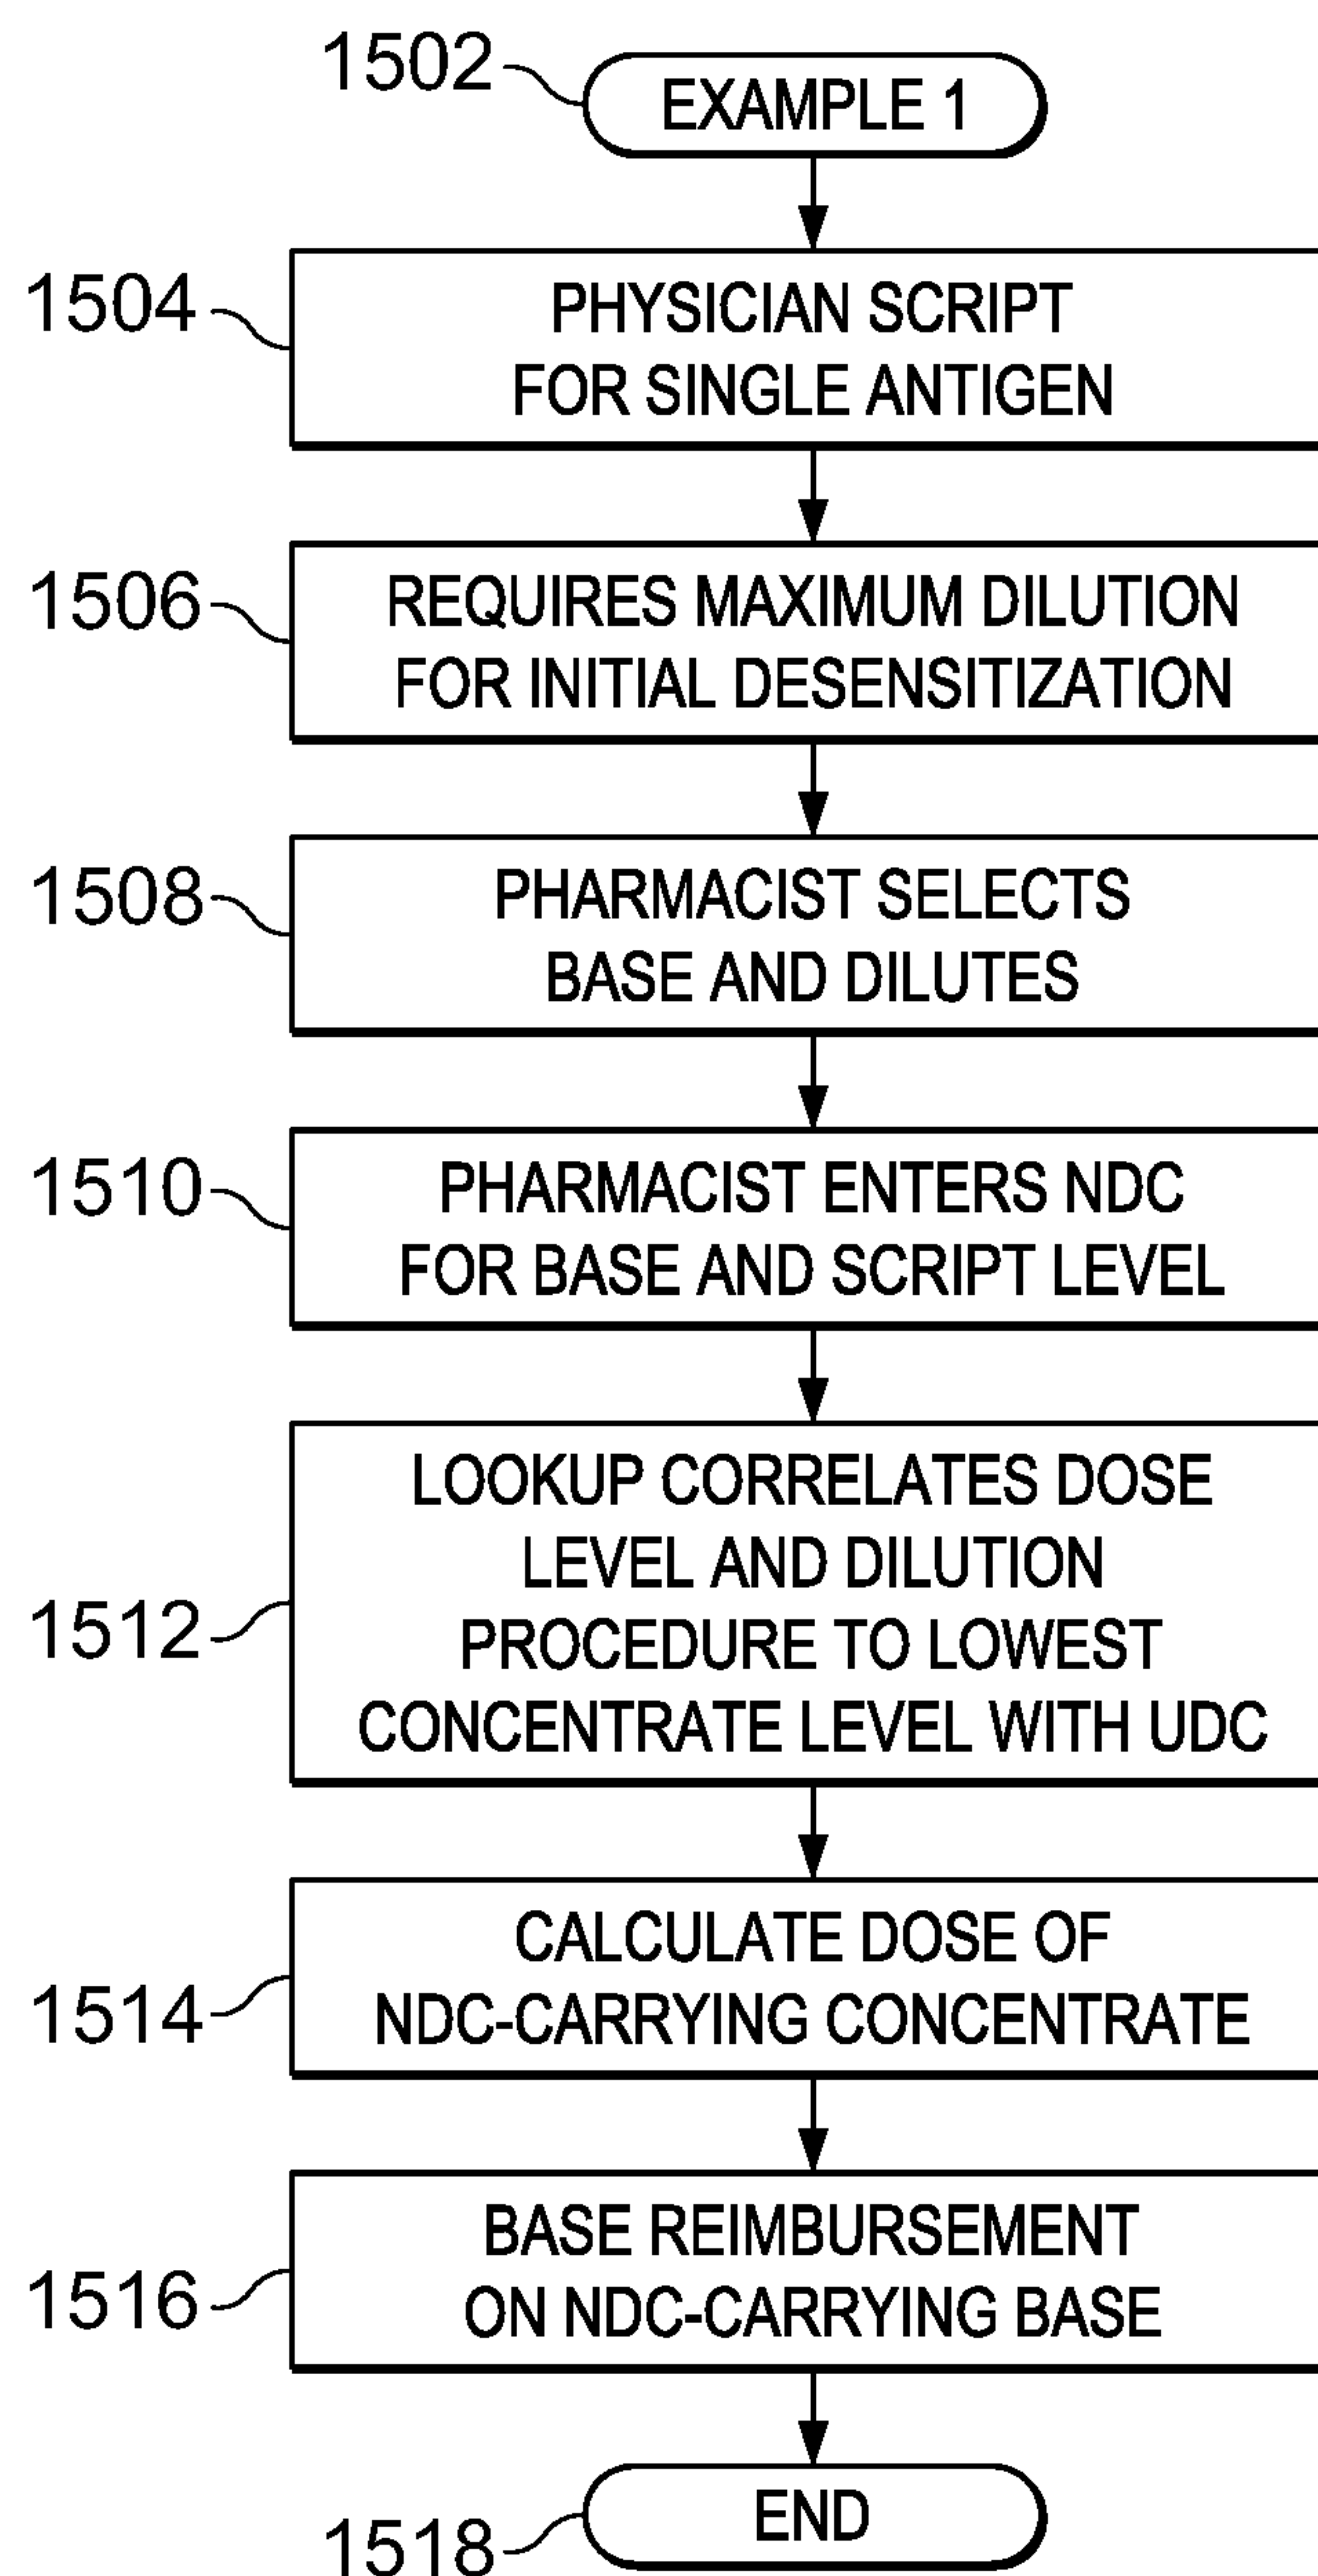 1502
EXAMPLE 1
1504
PHYSICIAN SCRIPT
FOR SINGLE ANTIGEN
1506
REQUIRES MAXIMUM DILUTION
FOR INITIAL DESENSITIZATION
1508
PHARMACIST SELECTS
BASE AND DILUTES
1510
PHARMACIST ENTERS NDC
FOR BASE AND SCRIPT LEVEL
1512
LOOKUP CORRELATES DOSE
LEVEL AND DILUTION
PROCEDURE TO LOWEST
CONCENTRATE LEVEL WITH UDC
1514
CALCULATE DOSE OF
NDC-CARRYING CONCENTRATE
1516
BASE REIMBURSEMENT
ON NDC-CARRYING BASE
1518
END